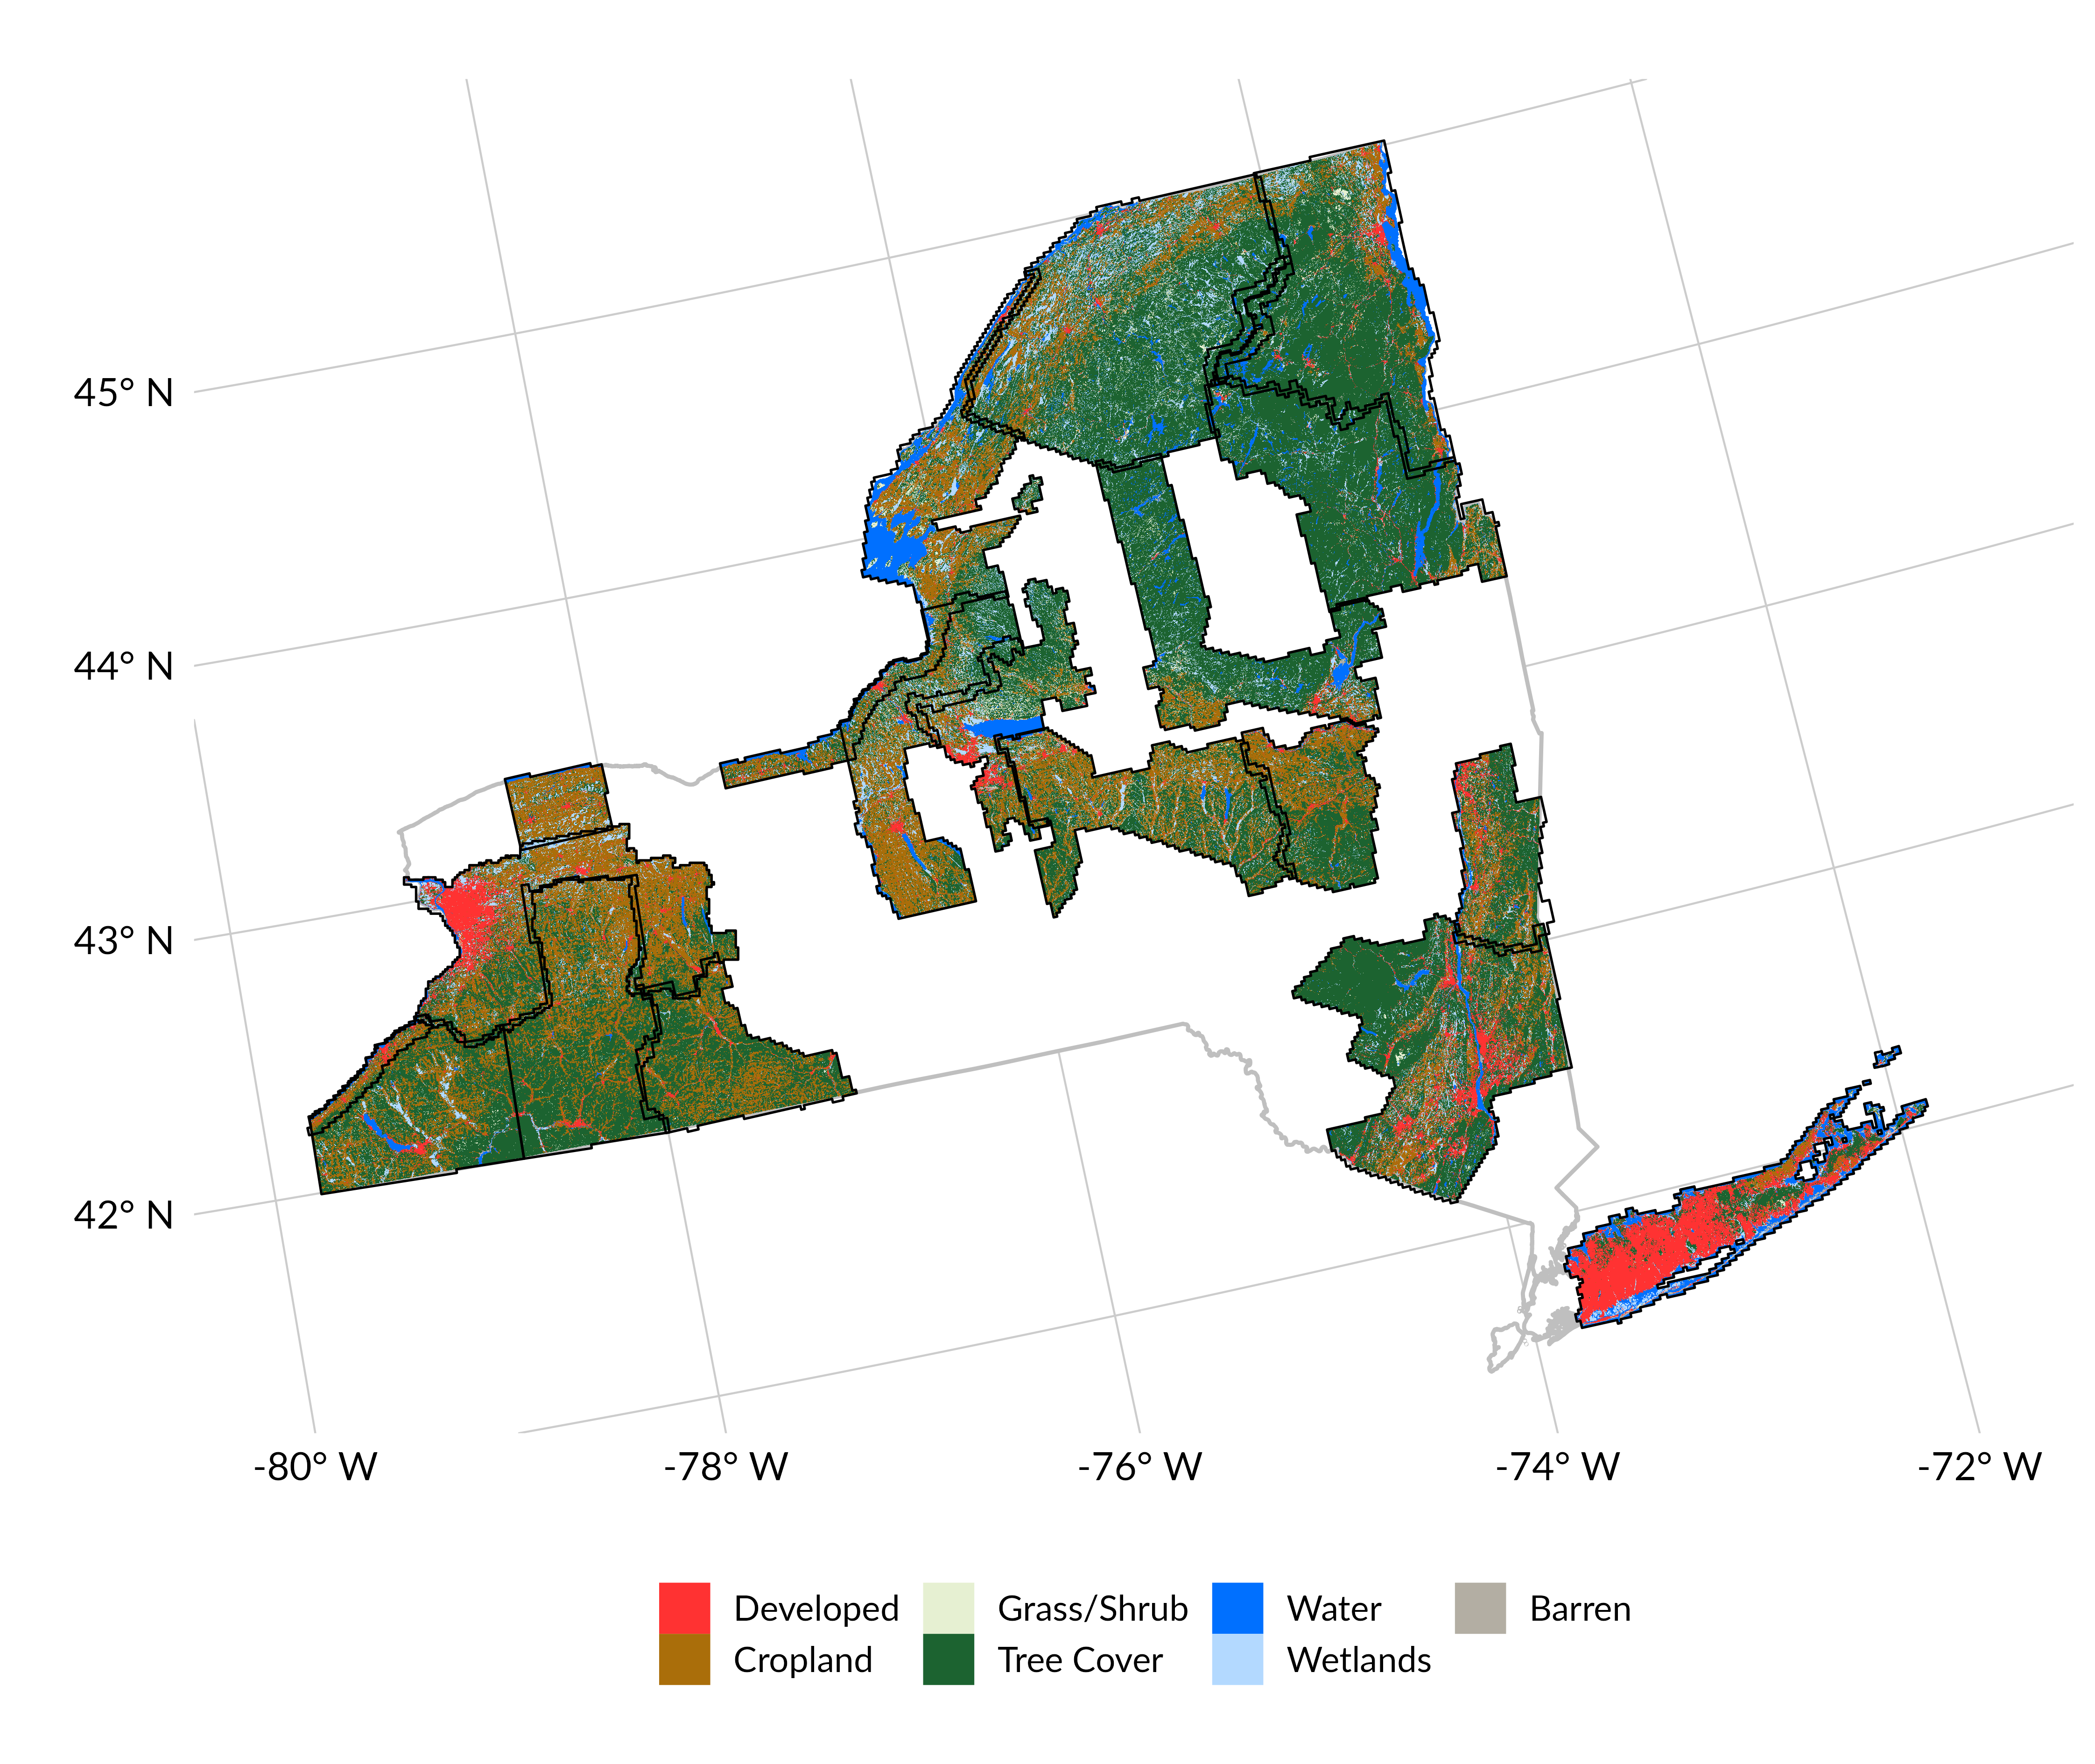 45° N
44° N
43° N
42° N
-80° W -78° W -76° W -74° W -72° W
Developed Grass/Shrub Water Barren
Cropland Tree Cover Wetlands